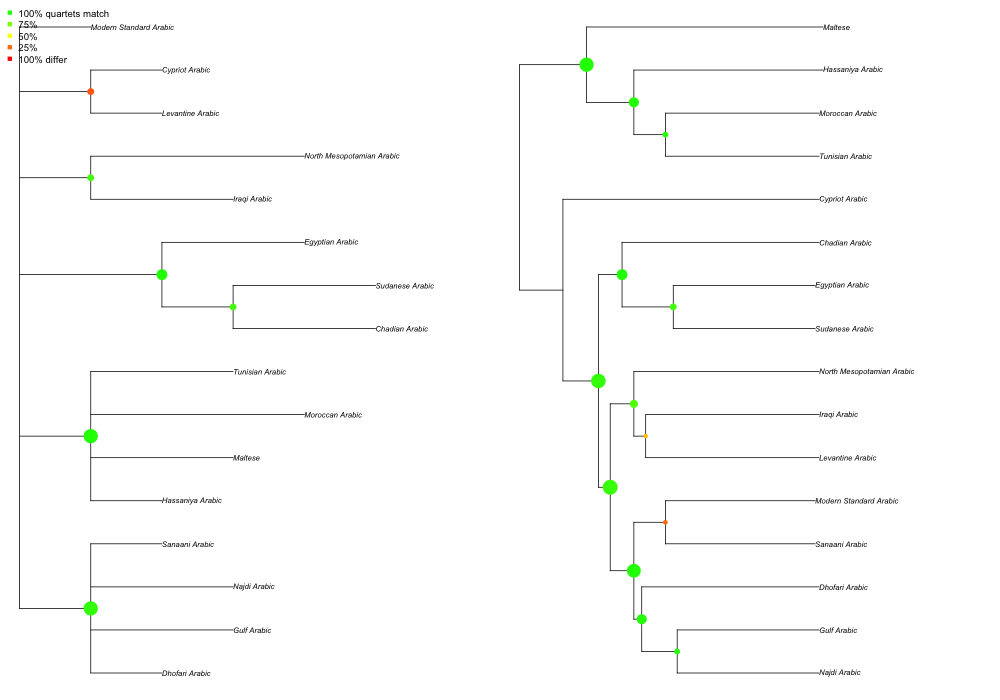 100% quartets match
75%
50%
25%
100% differ
Modern Standard Arabic
Cypriot Arabic
Levantine Arabic
North Mesopotamian Arabic
Iraqi Arabic
Egyptian Arabic
Sudanese Arabic
Chadian Arabic
Tunisian Arabic
Moroccan Arabic
Maltese
Hassaniya Arabic
Sanaani Arabic
Najdi Arabic
Gulf Arabic
Dhofari Arabic
Maltese
Hassaniya Arabic
Moroccan Arabic
Tunisian Arabic
Cypriot Arabic
Chadian Arabic
Egyptian Arabic
Sudanese Arabic
North Mesopotamian Arabic
Iraqi Arabic
Levantine Arabic
Modern Standard Arabic
Sanaani Arabic
Dhofari Arabic
Gulf Arabic
Najdi Arabic